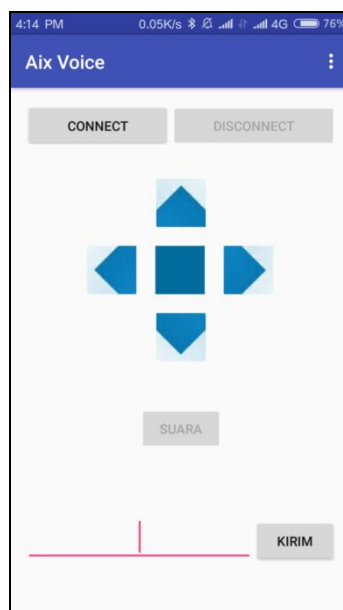 4:14 PM 0.05K/s 4G 76%
Aix Voice
CONNECT DISCONNECT
SUARA
KIRIM